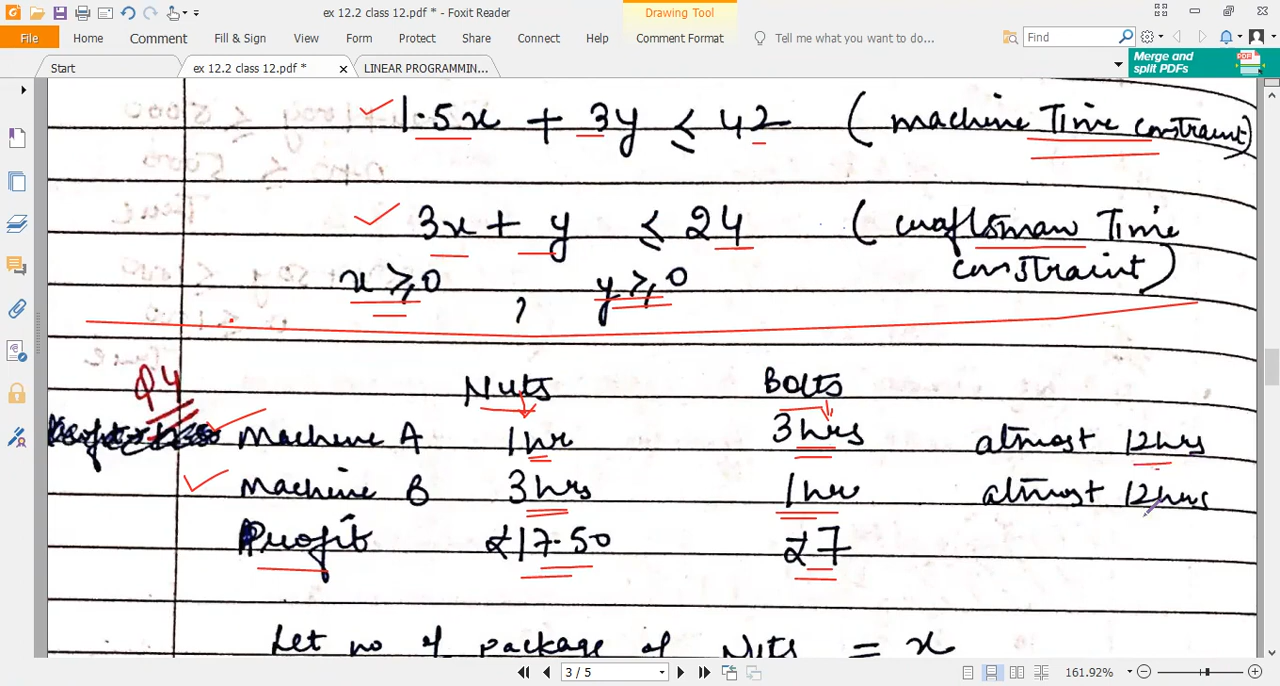 ex 12.2 class 12.pdf * - Foxit Reader
Drawing Tool
File Home Comment Fill & Sign View Form Protect Share Connect Help Comment Format Tell me what you want to do... Find
Start ex 12.2 class 12.pdf * LINEAR PROGRAMMIN...
Merge and split PDFs
1.5x + 3y ≤ 42 (machine Time constraint)
3x + y ≤ 24 (craftsman Time
constraint)
x ≥ 0 , y ≥ 0
Q4 Nuts Bolts
Machine A 1hr 3hrs atmost 12hrs
Machine B 3hrs 1hr atmost 12hrs
Profit ₹17.50 ₹7
Let no of package of Nuts = x
3 / 5 161.92%